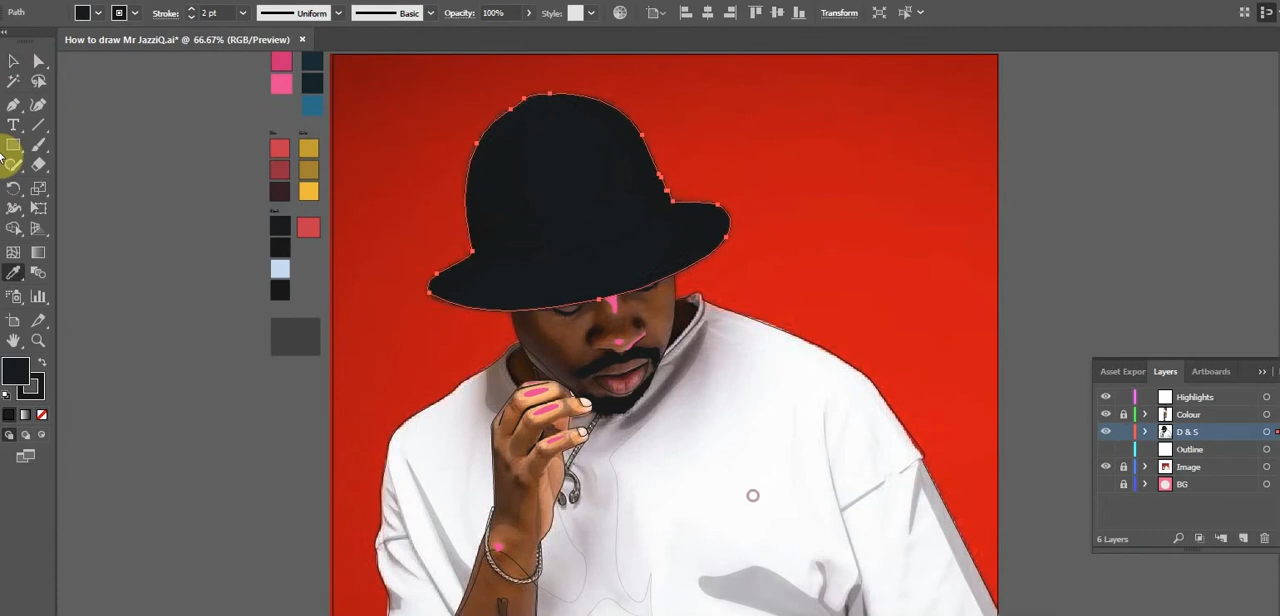 Path
Stroke: 2 pt Uniform Basic Opacity: 100% Style: Transform
How to draw Mr JazziQ.ai* @ 66.67% (RGB/Preview)
Asset Expor Layers Artboards
Highlights
Colour
D & S
Outline
Image
BG
6 Layers